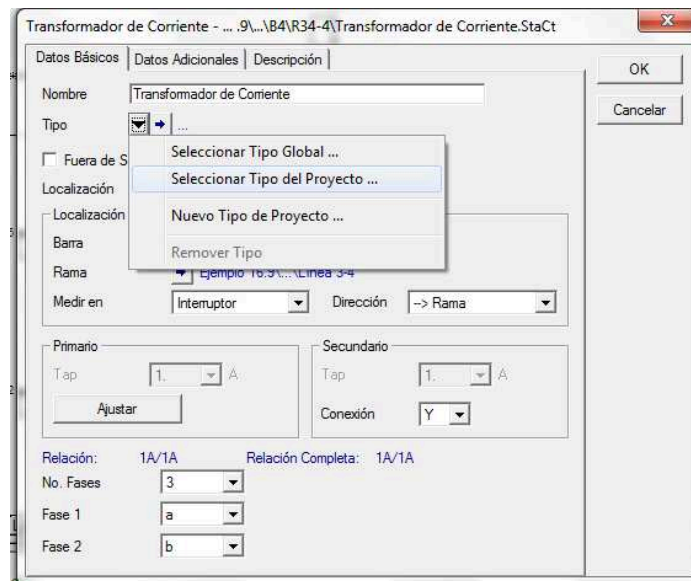 Transformador de Corriente - ... .9\...\B4\R34-4\Transformador de Corriente.StaCt
Datos Básicos Datos Adicionales Descripción
OK
Cancelar
Nombre Transformador de Corriente
Tipo ...
Seleccionar Tipo Global ...
Seleccionar Tipo del Proyecto ...
Nuevo Tipo de Proyecto ...
Remover Tipo
Fuera de S
Localización
Localización
Barra
Rama Ejemplo 16.9\...\Línea 3-4
Medir en Interruptor Dirección --> Rama
Primario Secundario
Tap 1. A Tap 1. A
Ajustar Conexión Y
Relación: 1A/1A Relación Completa: 1A/1A
No. Fases 3
Fase 1 a
Fase 2 b